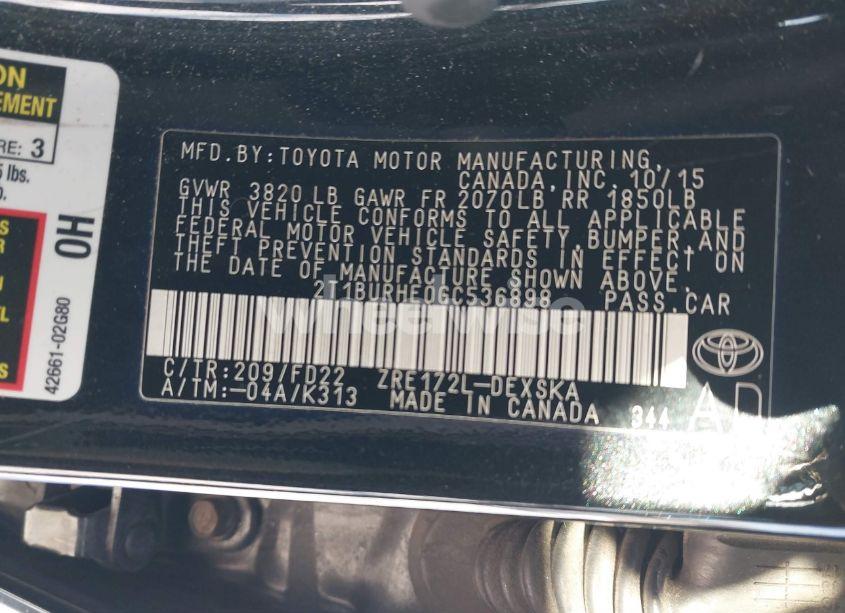 ON
EMENT
RE: 3
5 lbs.
OH
42661-02G80
MFD.BY:TOYOTA MOTOR MANUFACTURING,
CANADA,INC. 10/15
GVWR 3820 LB GAWR FR 2070LB RR 1850LB
THIS VEHICLE CONFORMS TO ALL APPLICABLE
FEDERAL MOTOR VEHICLE SAFETY,BUMPER,AND
THEFT PREVENTION STANDARDS IN EFFECT ON
THE DATE OF MANUFACTURE SHOWN ABOVE.
2T1BURHE0GC536898 PASS.CAR
wheelwise
C/TR:209/FD22 ZRE172L-DEXSKA
A/TM:-04A/K313 MADE IN CANADA 344